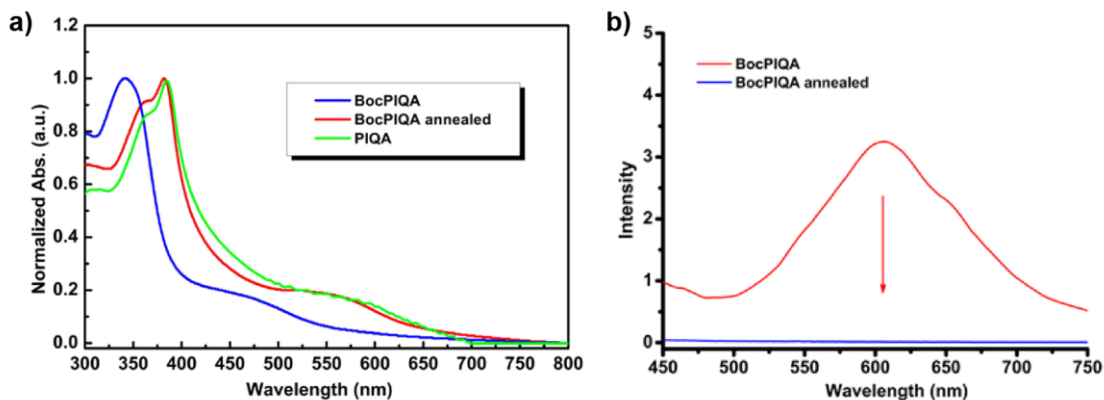 a)
1.2
1.0
0.8
0.6
0.4
0.2
0.0
Normalized Abs. (a.u.)
BocPIQA
BocPIQA annealed
PIQA
300 350 400 450 500 550 600 650 700 750 800
Wavelength (nm)
b)
5
4
3
2
1
0
Intensity
BocPIQA
BocPIQA annealed
450 500 550 600 650 700 750
Wavelength (nm)